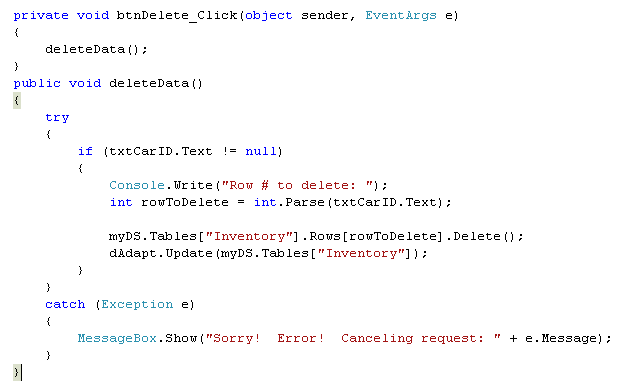 private void btnDelete_Click(object sender, EventArgs e)
{
    deleteData();
}
public void deleteData()
{
    try
    {
        if (txtCarID.Text != null)
        {
            Console.Write("Row # to delete: ");
            int rowToDelete = int.Parse(txtCarID.Text);

            myDS.Tables["Inventory"].Rows[rowToDelete].Delete();
            dAdapt.Update(myDS.Tables["Inventory"]);
        }
    }
    catch (Exception e)
    {
        MessageBox.Show("Sorry!  Error!  Canceling request: " + e.Message);
    }
}